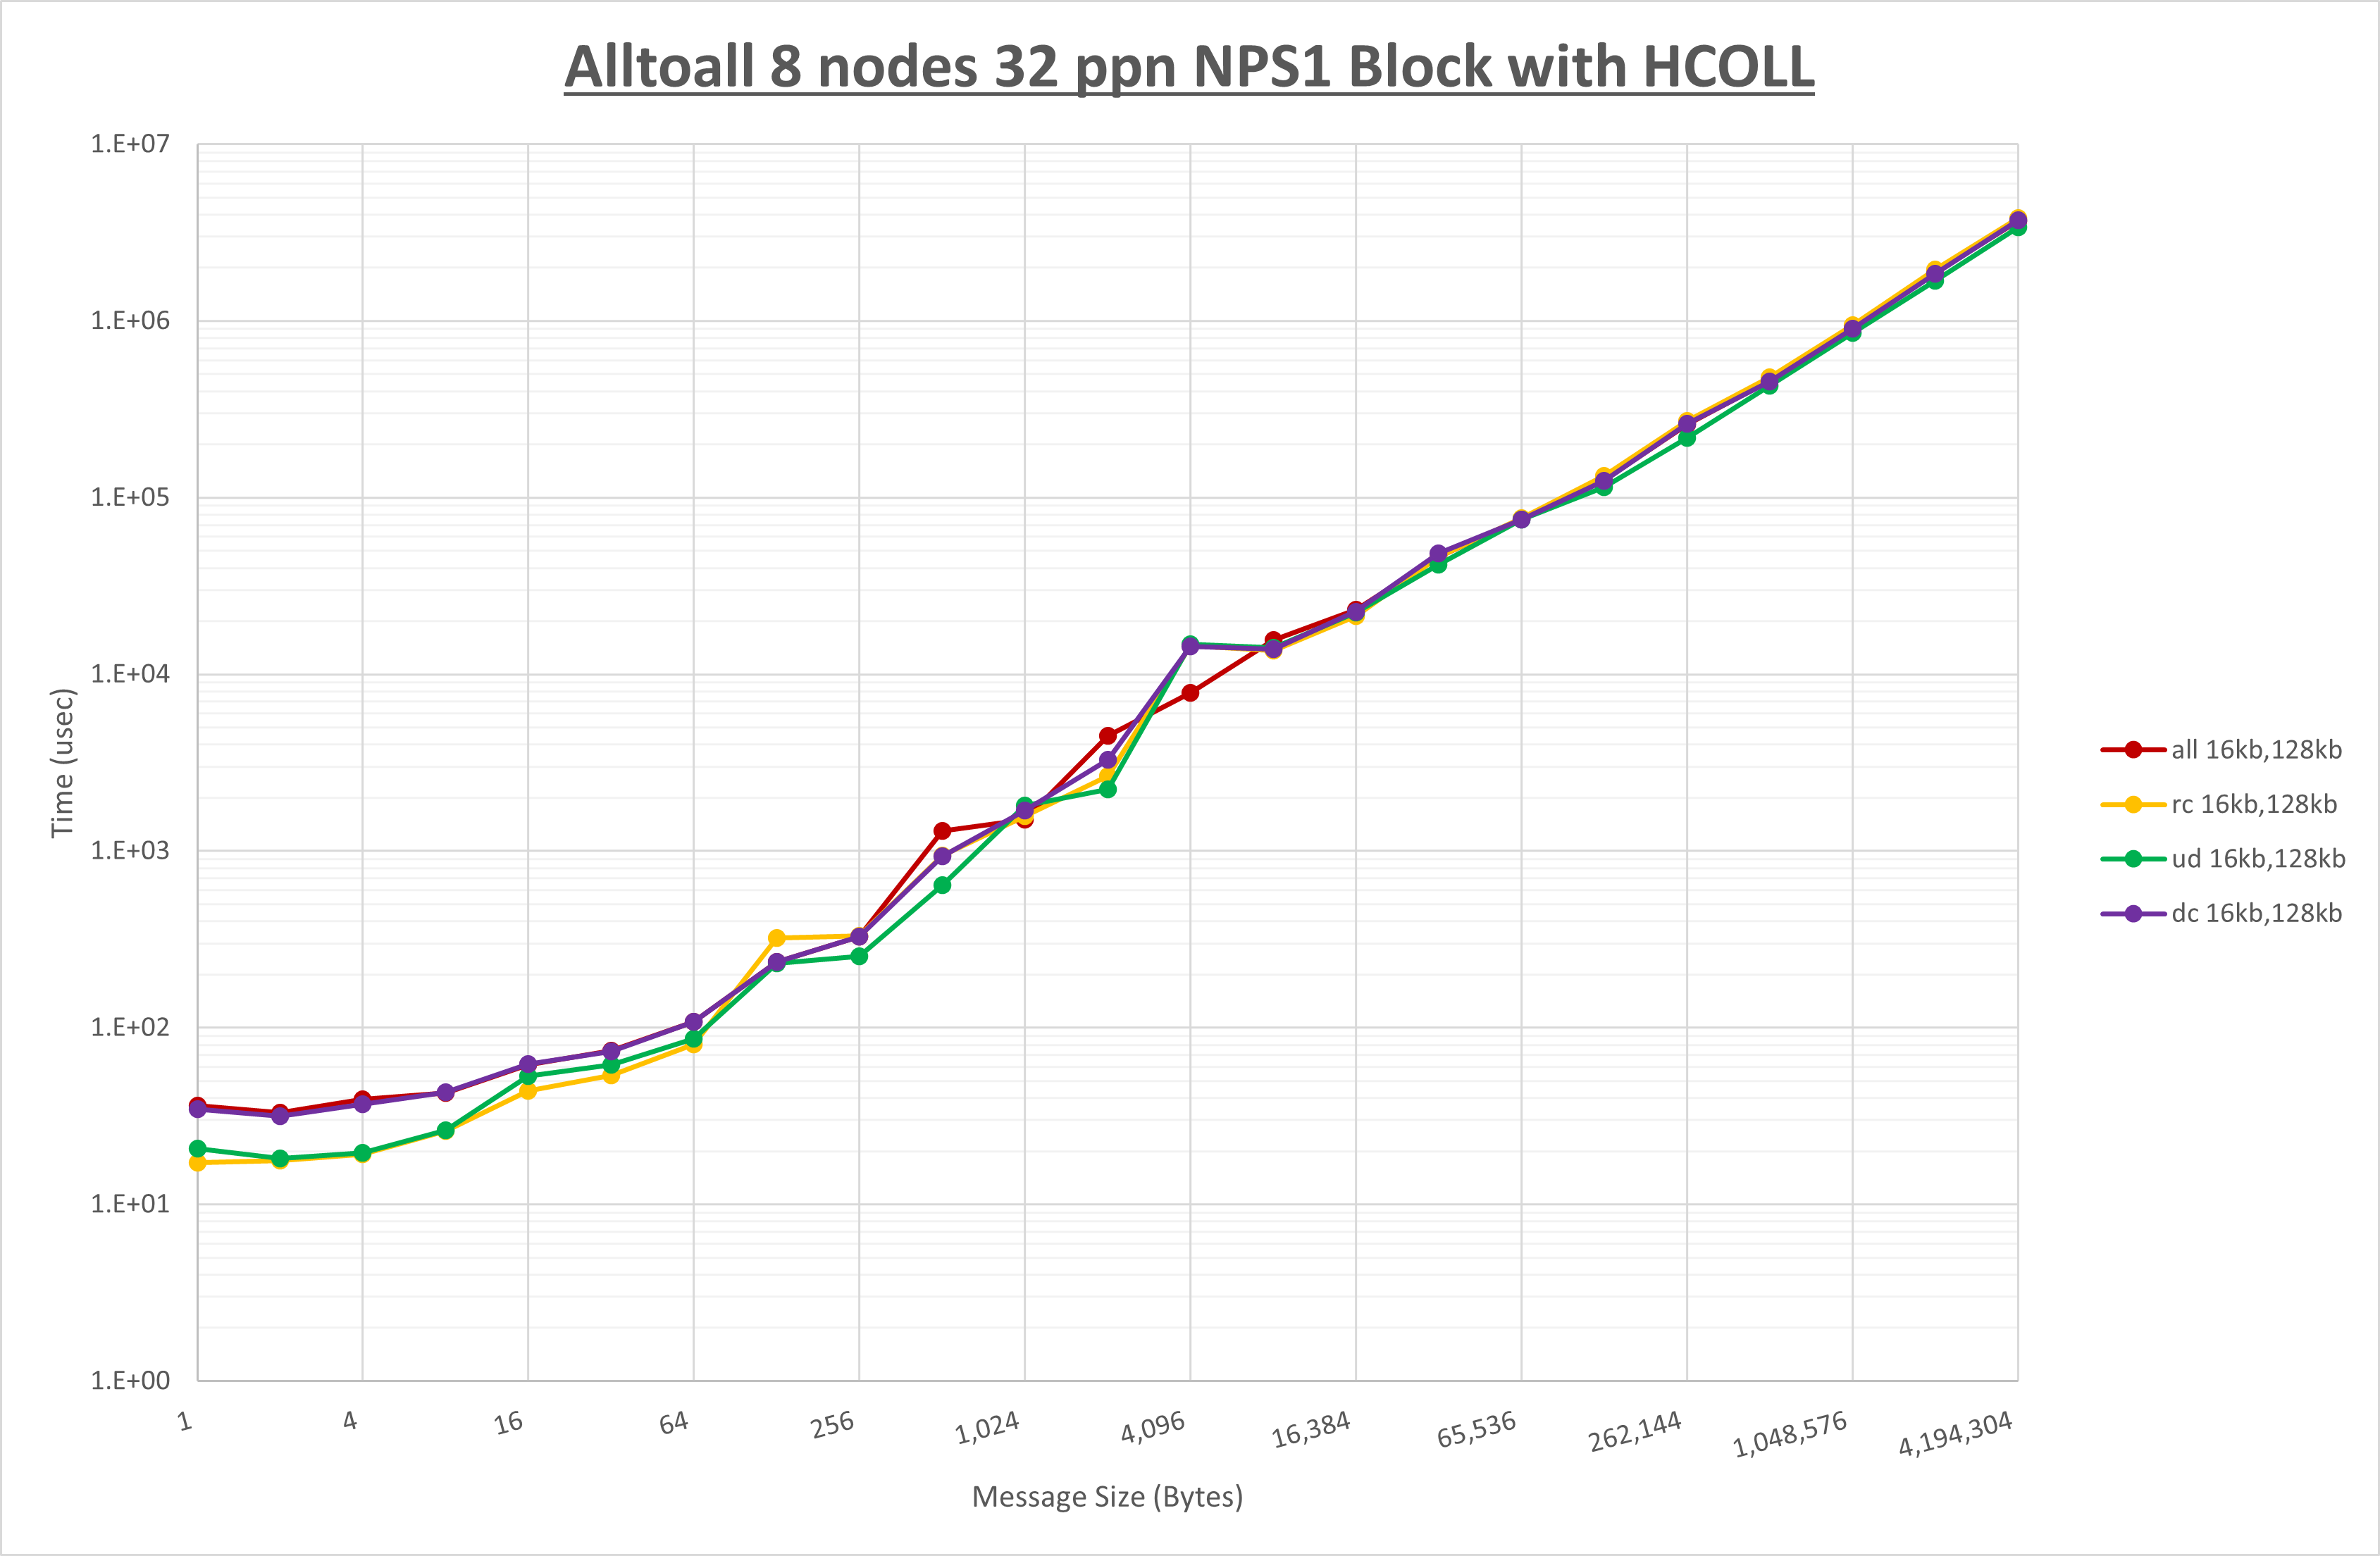 Alltoall 8 nodes 32 ppn NPS1 Block with HCOLL
1.E+07
1.E+06
1.E+05
1.E+04
1.E+03
1.E+02
1.E+01
1.E+00
Time (usec)
1 4 16 64 256 1,024 4,096 16,384 65,536 262,144 1,048,576 4,194,304
Message Size (Bytes)
all 16kb,128kb
rc 16kb,128kb
ud 16kb,128kb
dc 16kb,128kb